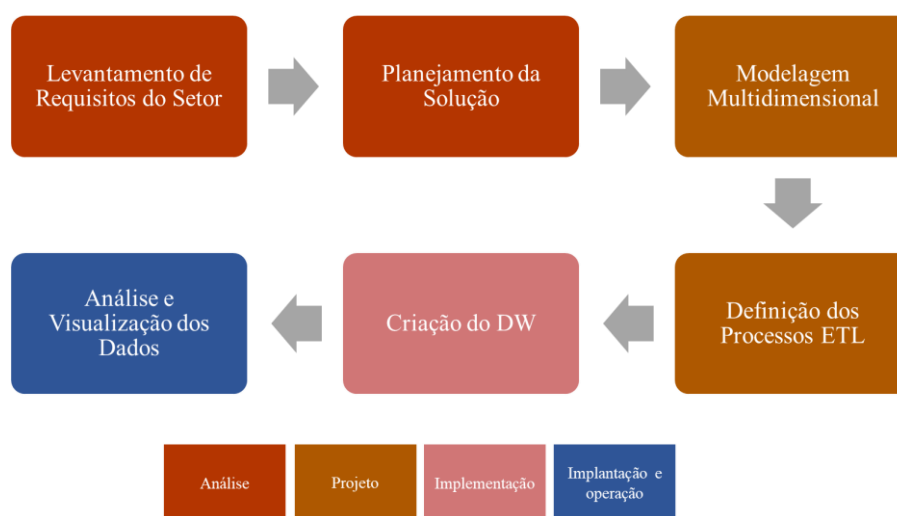 Levantamento de
Requisitos do Setor
Planejamento da
Solução
Modelagem
Multidimensional
Análise e
Visualização dos
Dados
Criação do DW
Definição dos
Processos ETL
Análise
Projeto
Implementação
Implantação e
operação